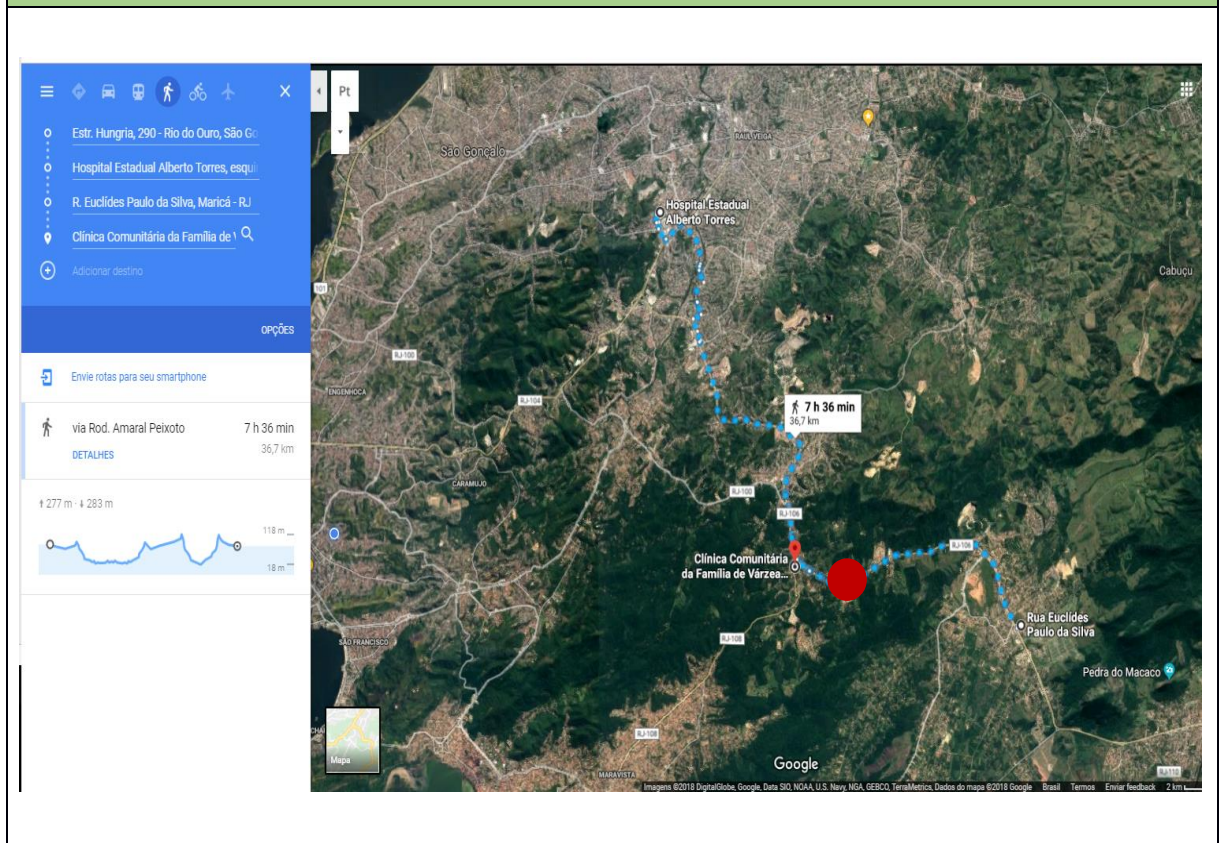 Estr. Hungria, 290 - Rio do Ouro, São Go
Hospital Estadual Alberto Torres, esqui
R. Euclídes Paulo da Silva, Maricá - RJ
Clínica Comunitária da Família de V
Adicionar destino
OPÇÕES
Envie rotas para seu smartphone
via Rod. Amaral Peixoto
7 h 36 min
DETALHES
36,7 km
277 m · 283 m
118 m
18 m
Pt
São Gonçalo
RAUL VEIGA
Hospital Estadual
Alberto Torres
Cabuçu
101
RJ-100
ENGENHOCA
RJ-104
7 h 36 min
36,7 km
CARAMUJO
RJ-100
RJ-106
Clínica Comunitária
da Família de Várzea...
RJ-106
Rua Euclídes
Paulo da Silva
SÃO FRANCISCO
RJ-108
Pedra do Macaco
Mapa
RJ-108
MARAVISTA
Google
RJ-110
Imagens ©2018 DigitalGlobe, Google, Data SIO, NOAA, U.S. Navy, NGA, GEBCO, TerraMetrics, Dados do mapa ©2018 Google Brasil Termos Enviar feedback 2 km